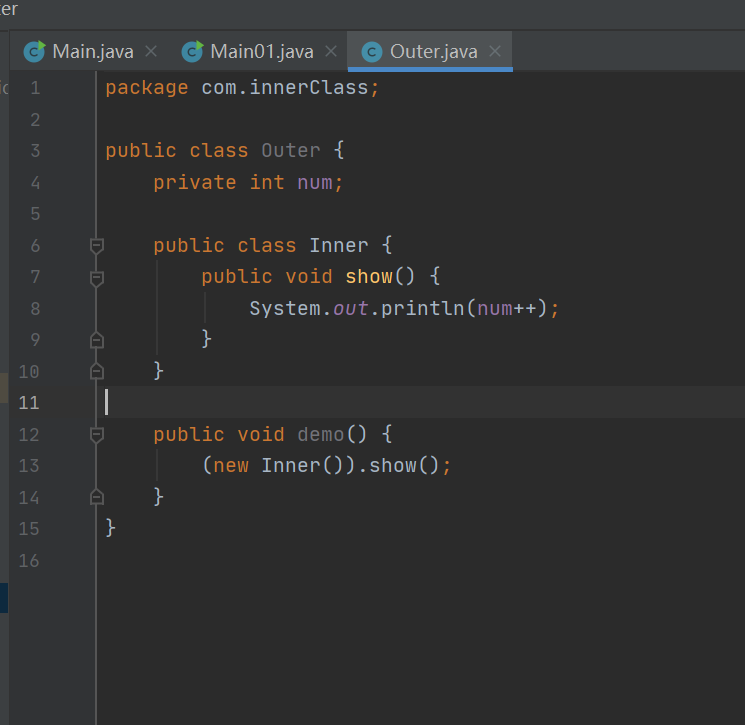 ter
Main.java Main01.java Outer.java
1 package com.innerClass;
2
3 public class Outer {
4     private int num;
5
6     public class Inner {
7         public void show() {
8             System.out.println(num++);
9         }
10     }
11
12     public void demo() {
13         (new Inner()).show();
14     }
15 }
16